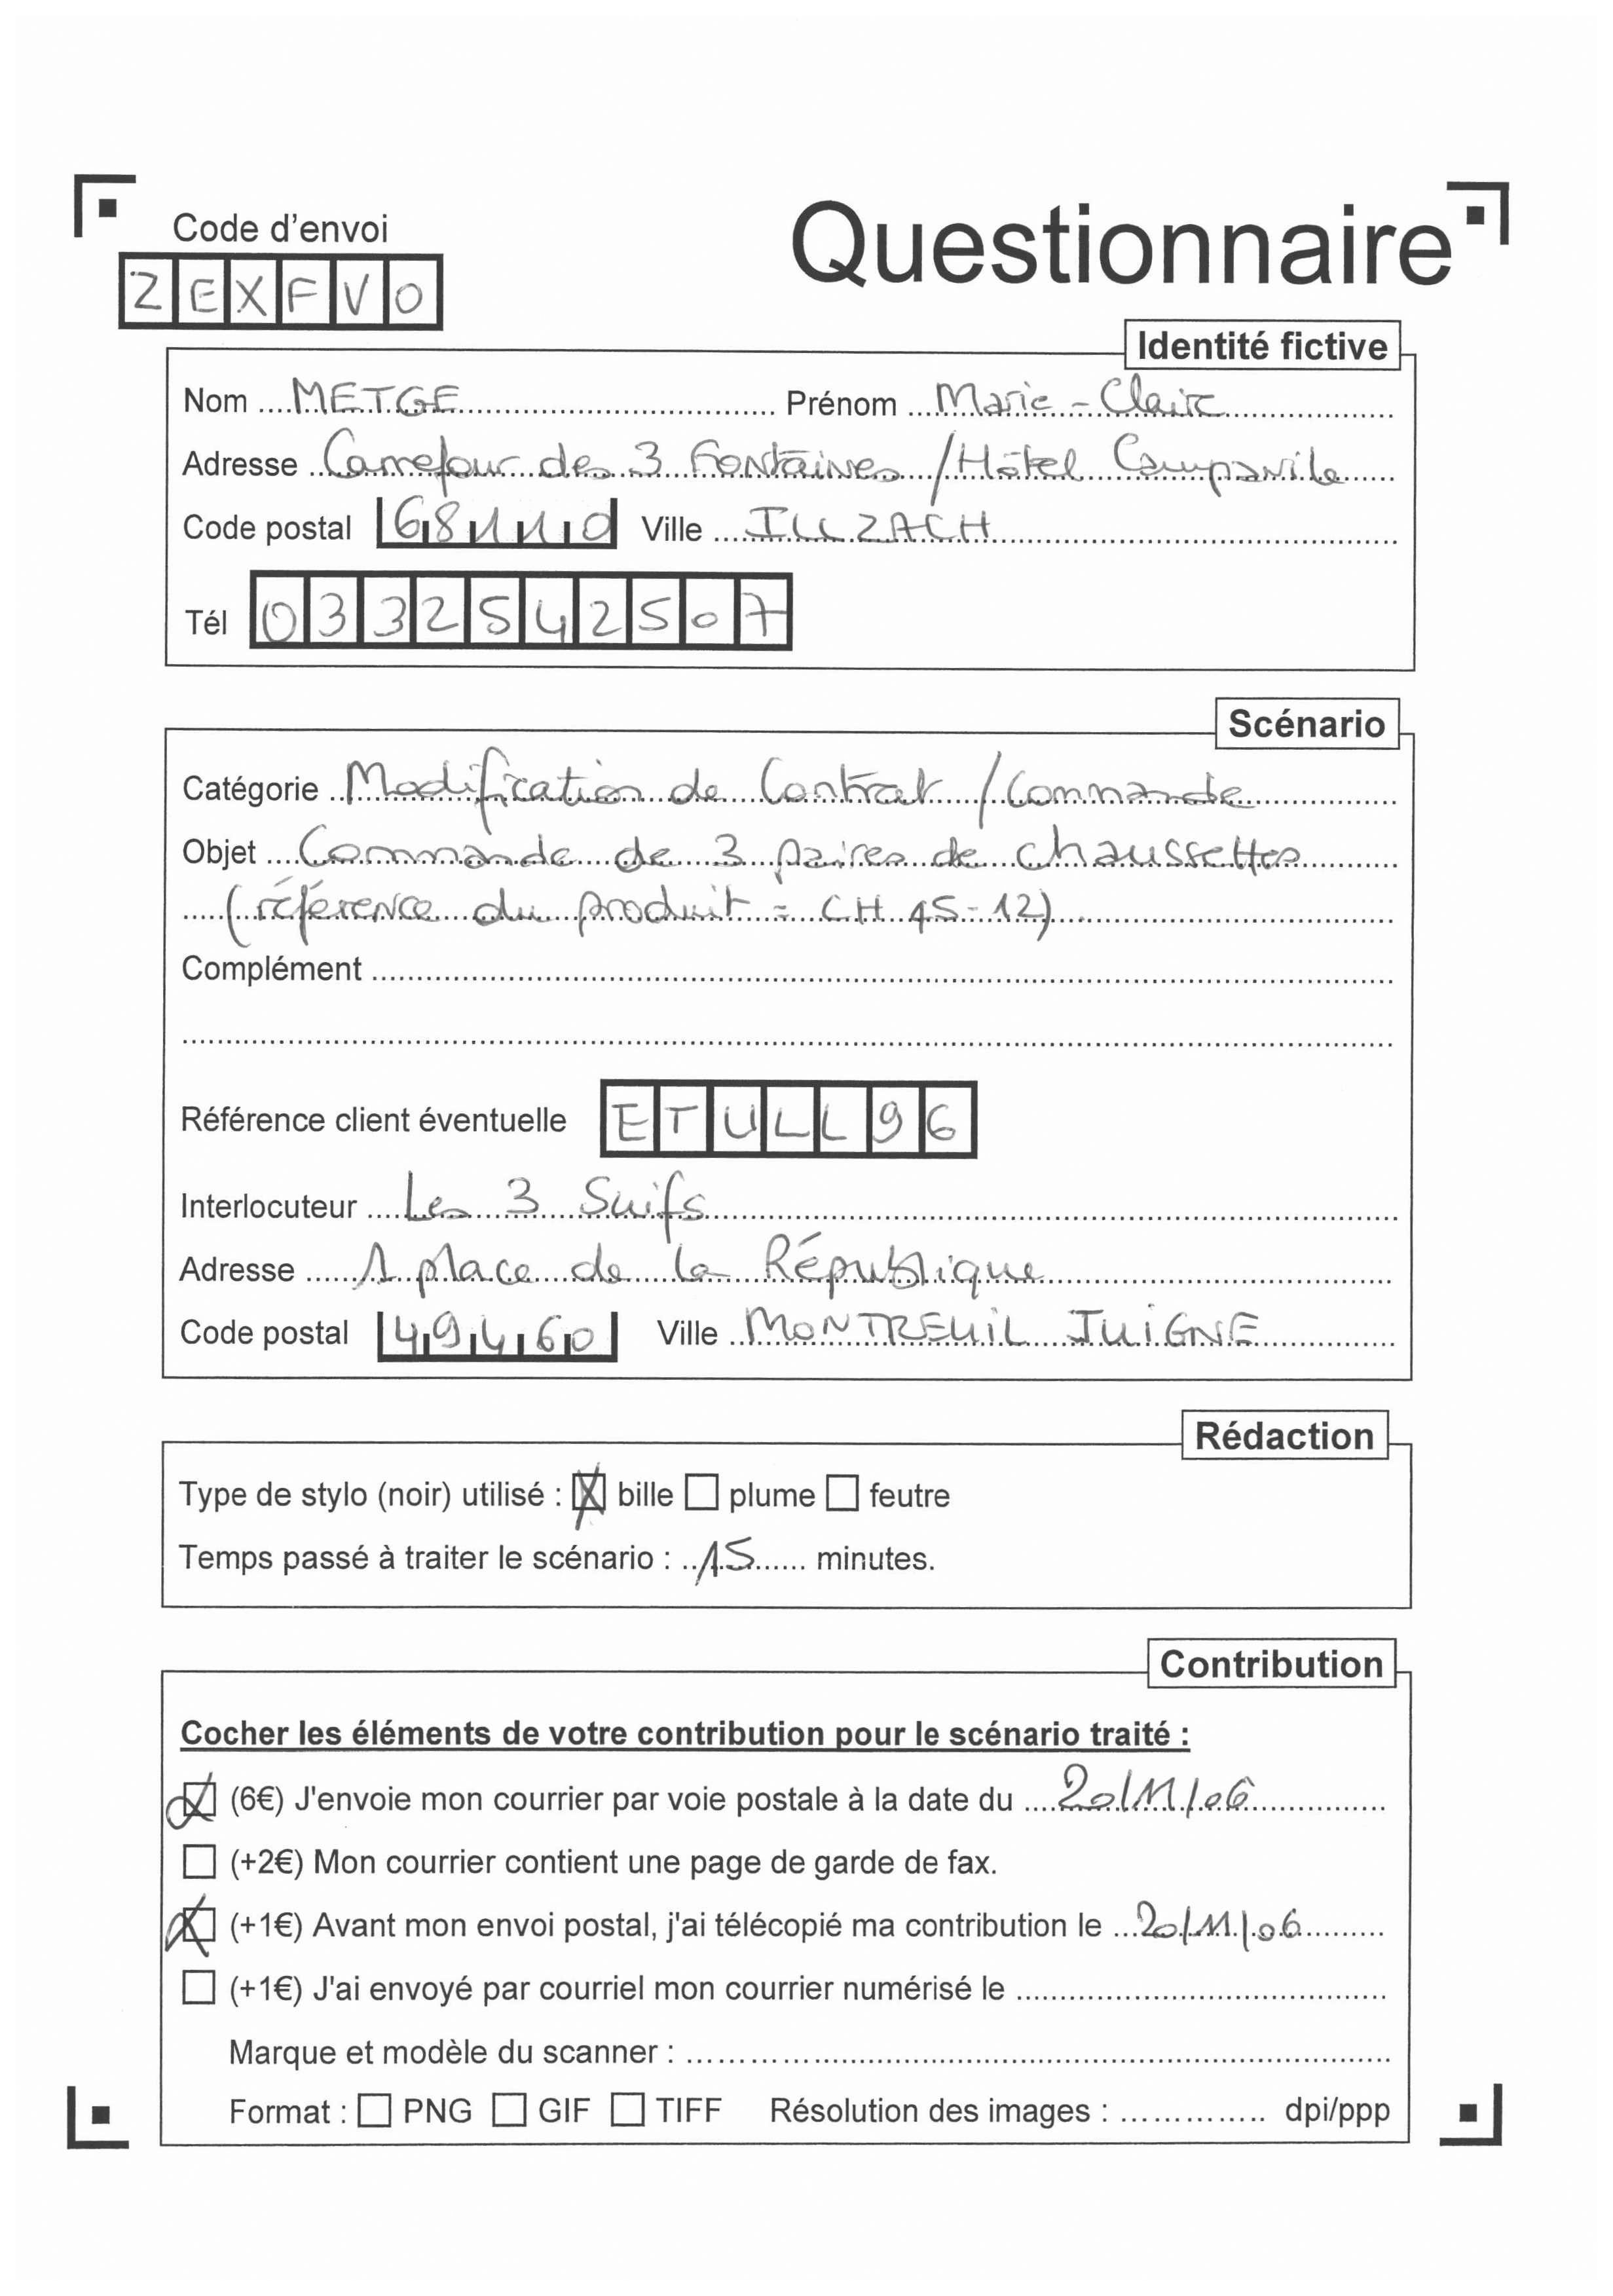 Code d'envoi
Questionnaire
ZEXFVO
Identité fictive
Nom METGE Prénom Marie-Claire
Adresse Carrefour des 3 Fontaines / Hôtel Campanile
Code postal 68110 Ville ILLZACH
Tél 0332542507
Scénario
Catégorie Modification de Contrat / Commande
Objet Commande de 3 paires de chaussettes
(référence du produit = CH 45-12)
Complément
Référence client éventuelle ETULL96
Interlocuteur Les 3 Suifs
Adresse 1 place de la République
Code postal 49460 Ville MONTREUIL JUIGNE
Rédaction
Type de stylo (noir) utilisé : bille plume feutre
Temps passé à traiter le scénario : 15 minutes.
Contribution
Cocher les éléments de votre contribution pour le scénario traité :
(6€) J'envoie mon courrier par voie postale à la date du 20/11/06
(+2€) Mon courrier contient une page de garde de fax.
(+1€) Avant mon envoi postal, j'ai télécopié ma contribution le 20/11/06
(+1€) J'ai envoyé par courriel mon courrier numérisé le
Marque et modèle du scanner :
Format : PNG GIF TIFF Résolution des images : dpi/ppp